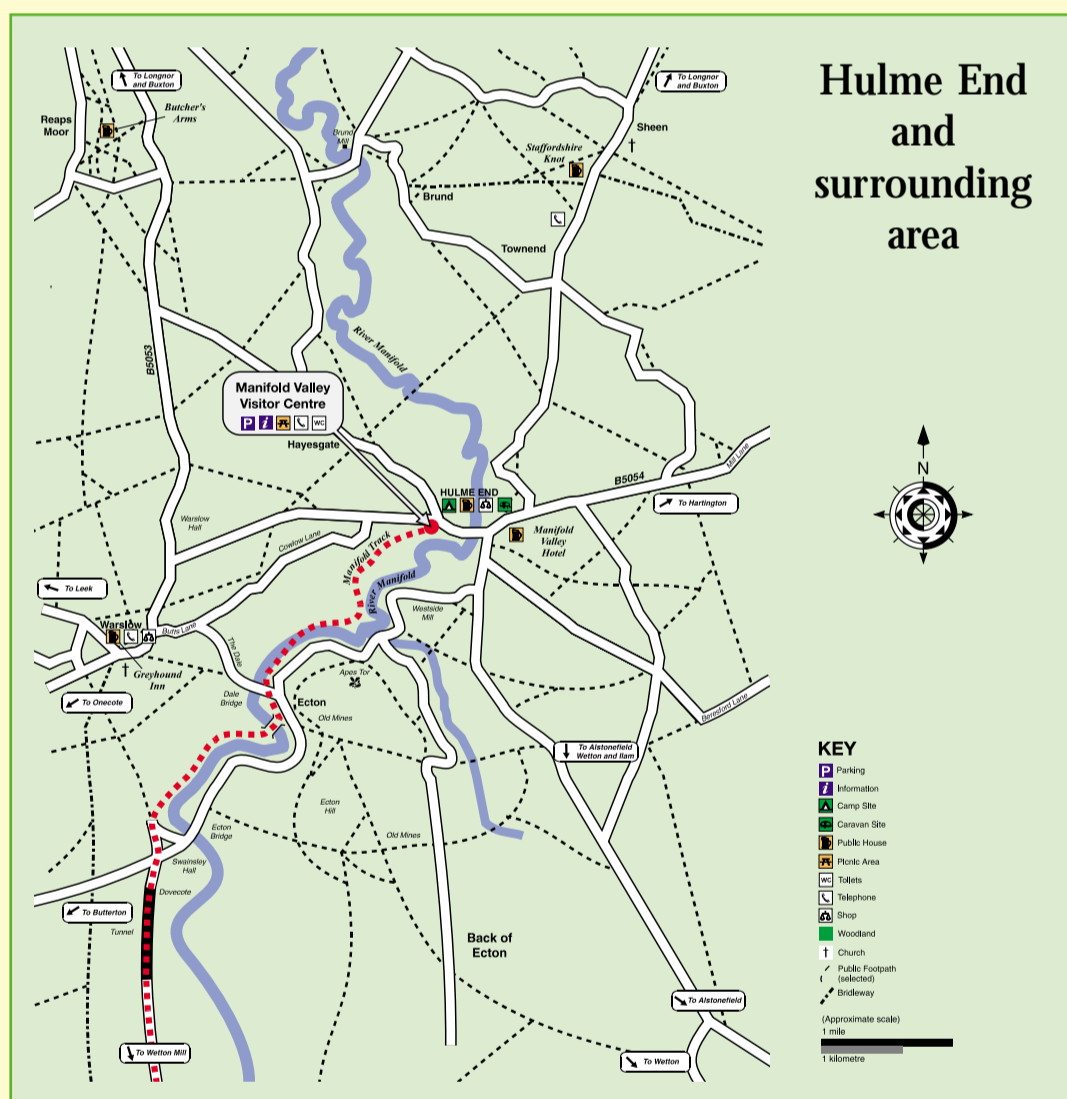 Hulme End
and
surrounding
area
To Longnor
and Buxton
Butcher's
Arms
Reaps
Moor
Brund
Mill
To Longnor
and Buxton
Sheen
Staffordshire
Knot
Brund
Townend
River Manifold
B5053
Manifold Valley
Visitor Centre
P i WC
Hayesgate
HULME END
B5054
Mill Lane
To Hartington
Manifold
Valley
Hotel
N
Warslow
Hall
Cowlow Lane
Manifold Track
River Manifold
To Leek
Warslow
Butts Lane
The Dale
Westside
Mill
Greyhound
Inn
Apes Tor
To Onecote
Dale
Bridge
Ecton
Old Mines
Beresford Lane
To Alstonefield
Wetton and Ilam
Ecton
Hill
Ecton
Bridge
Old Mines
Swainsley
Hall
Dovecote
To Butterton
Tunnel
Back of
Ecton
To Alstonefield
To Wetton Mill
To Wetton
KEY
P Parking
i Information
Camp Site
Caravan Site
Public House
Picnic Area
WC Toilets
Telephone
Shop
Woodland
Church
Public Footpath
(selected)
Bridleway
(Approximate scale)
1 mile
1 kilometre